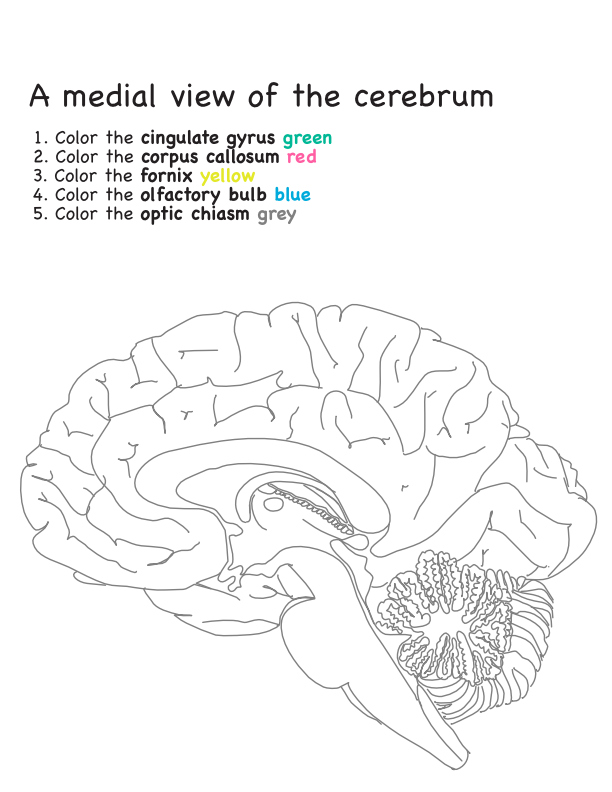 A medial view of the cerebrum
1. Color the cingulate gyrus green
2. Color the corpus callosum red
3. Color the fornix yellow
4. Color the olfactory bulb blue
5. Color the optic chiasm grey